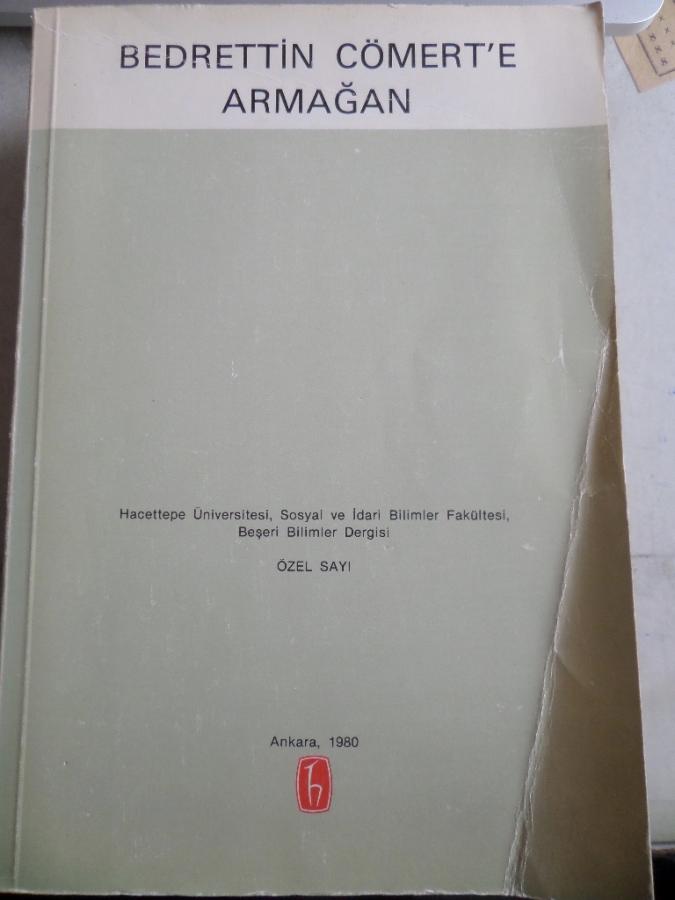 BEDRETTİN CÖMERT'E
ARMAĞAN
Hacettepe Üniversitesi, Sosyal ve İdari Bilimler Fakültesi,
Beşeri Bilimler Dergisi
ÖZEL SAYI
Ankara, 1980
h